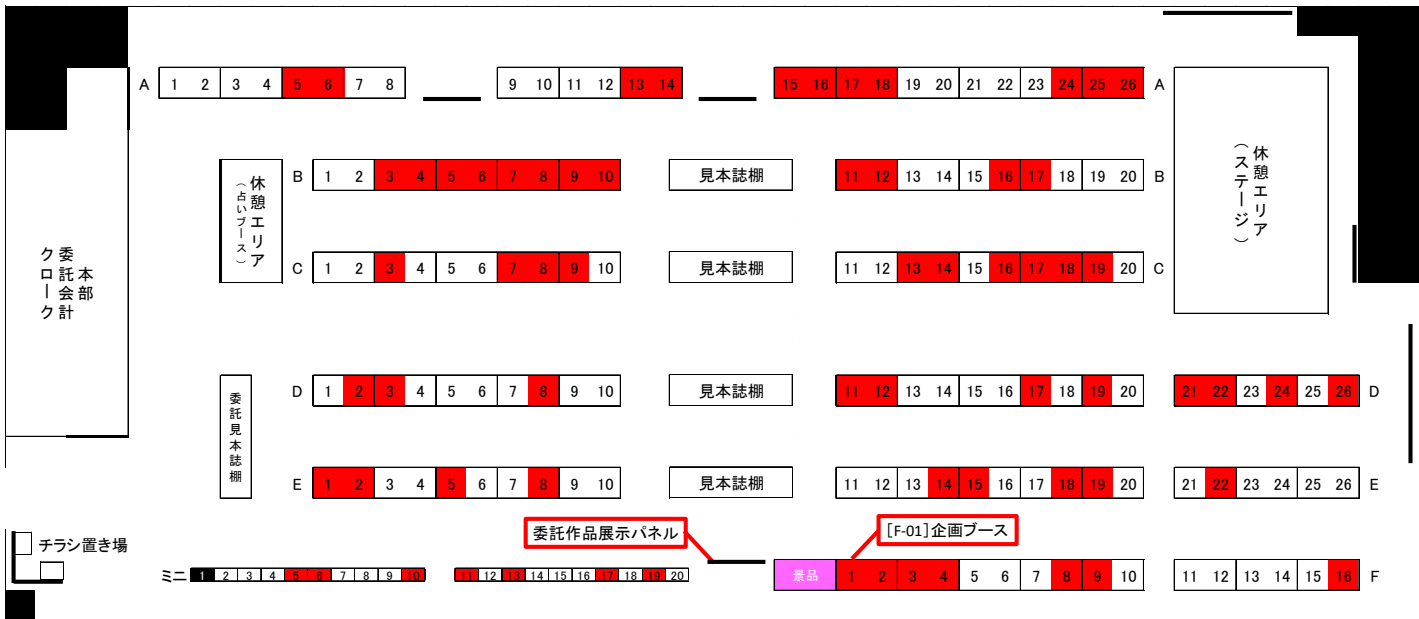 A 1 2 3 4 5 6 7 8 9 10 11 12 13 14 15 16 17 18 19 20 21 22 23 24 25 26 A
B 1 2 3 4 5 6 7 8 9 10 見本誌棚 11 12 13 14 15 16 17 18 19 20 B
休憩エリア
（占いブース）
休憩エリア
（ステージ）
本部
委託会計
クローク
C 1 2 3 4 5 6 7 8 9 10 見本誌棚 11 12 13 14 15 16 17 18 19 20 C
D 1 2 3 4 5 6 7 8 9 10 見本誌棚 11 12 13 14 15 16 17 18 19 20 21 22 23 24 25 26 D
委託見本誌棚
E 1 2 3 4 5 6 7 8 9 10 見本誌棚 11 12 13 14 15 16 17 18 19 20 21 22 23 24 25 26 E
委託作品展示パネル
[F-01]企画ブース
チラシ置き場
ミニ 1 2 3 4 5 6 7 8 9 10 11 12 13 14 15 16 17 18 19 20
景品 1 2 3 4 5 6 7 8 9 10 11 12 13 14 15 16 F